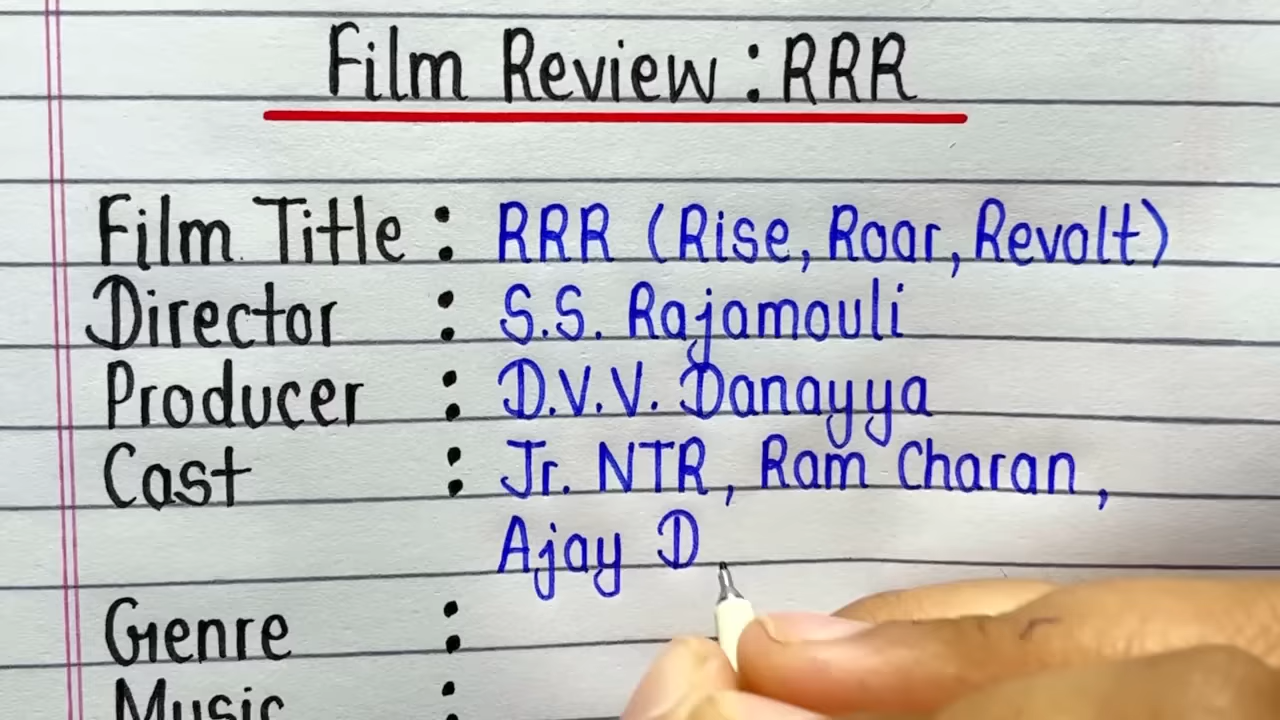 Film Review : RRR
Film Title : RRR (Rise, Roar, Revolt)
Director : S.S. Rajamouli
Producer : D.V.V. Danayya
Cast : Jr. NTR, Ram Charan,
Ajay D
Genre :
Music :